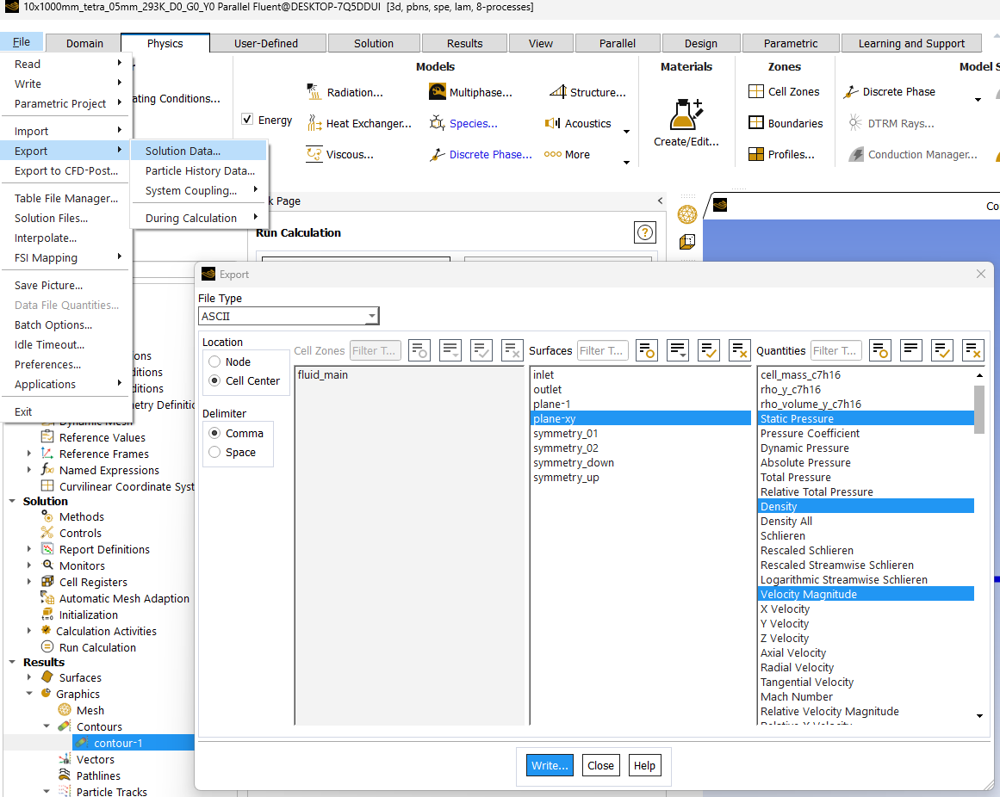 10x1000mm_tetra_05mm_293K_D0_G0_Y0 Parallel Fluent@DESKTOP-7Q5DDUI [3d, pbns, spe, lam, 8-processes]
File Domain Physics User-Defined Solution Results View Parallel Design Parametric Learning and Support
Read
Write
Parametric Project
Import
Export
Export to CFD-Post...
Table File Manager...
Solution Files...
Interpolate...
FSI Mapping
Save Picture...
Data File Quantities...
Batch Options...
Idle Timeout...
Preferences...
Applications
Exit
Solution Data...
Particle History Data...
System Coupling...
During Calculation
ating Conditions...
Energy
Models
Radiation... Multiphase... Structure...
Heat Exchanger... Species... Acoustics
Viscous... Discrete Phase... More
Materials
Create/Edit...
Zones
Cell Zones
Boundaries
Profiles...
Model S
Discrete Phase
DTRM Rays...
Conduction Manager...
k Page
Run Calculation
Co
ons
ditions
ditions
metry Definitic
Dynamic Mesh
Reference Values
Reference Frames
Named Expressions
Curvilinear Coordinate Syst
Solution
Methods
Controls
Report Definitions
Monitors
Cell Registers
Automatic Mesh Adaption
Initialization
Calculation Activities
Run Calculation
Results
Surfaces
Graphics
Mesh
Contours
contour-1
Vectors
Pathlines
Particle Tracks
Export
File Type
ASCII
Location
Node
Cell Center
Delimiter
Comma
Space
Cell Zones Filter T...
fluid_main
Surfaces Filter T...
inlet
outlet
plane-1
plane-xy
symmetry_01
symmetry_02
symmetry_down
symmetry_up
Quantities Filter T...
cell_mass_c7h16
rho_y_c7h16
rho_volume_y_c7h16
Static Pressure
Pressure Coefficient
Dynamic Pressure
Absolute Pressure
Total Pressure
Relative Total Pressure
Density
Density All
Schlieren
Rescaled Schlieren
Rescaled Streamwise Schlieren
Logarithmic Streamwise Schlieren
Velocity Magnitude
X Velocity
Y Velocity
Z Velocity
Axial Velocity
Radial Velocity
Tangential Velocity
Mach Number
Relative Velocity Magnitude
Relative X Velocity
Write... Close Help